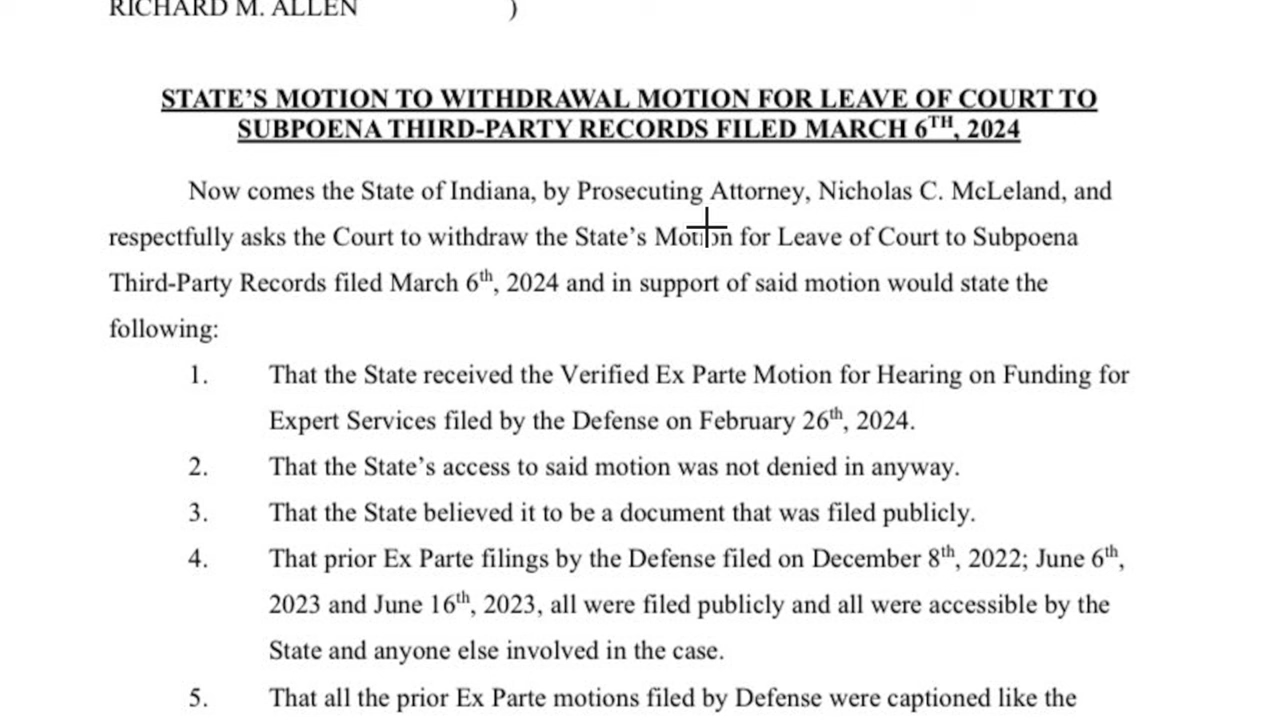 RICHARD M. ALLEN )
STATE’S MOTION TO WITHDRAWAL MOTION FOR LEAVE OF COURT TO
SUBPOENA THIRD-PARTY RECORDS FILED MARCH 6TH, 2024
Now comes the State of Indiana, by Prosecuting Attorney, Nicholas C. McLeland, and
respectfully asks the Court to withdraw the State’s Motion for Leave of Court to Subpoena
Third-Party Records filed March 6th, 2024 and in support of said motion would state the
following:
1. That the State received the Verified Ex Parte Motion for Hearing on Funding for
Expert Services filed by the Defense on February 26th, 2024.
2. That the State’s access to said motion was not denied in anyway.
3. That the State believed it to be a document that was filed publicly.
4. That prior Ex Parte filings by the Defense filed on December 8th, 2022; June 6th,
2023 and June 16th, 2023, all were filed publicly and all were accessible by the
State and anyone else involved in the case.
5. That all the prior Ex Parte motions filed by Defense were captioned like the